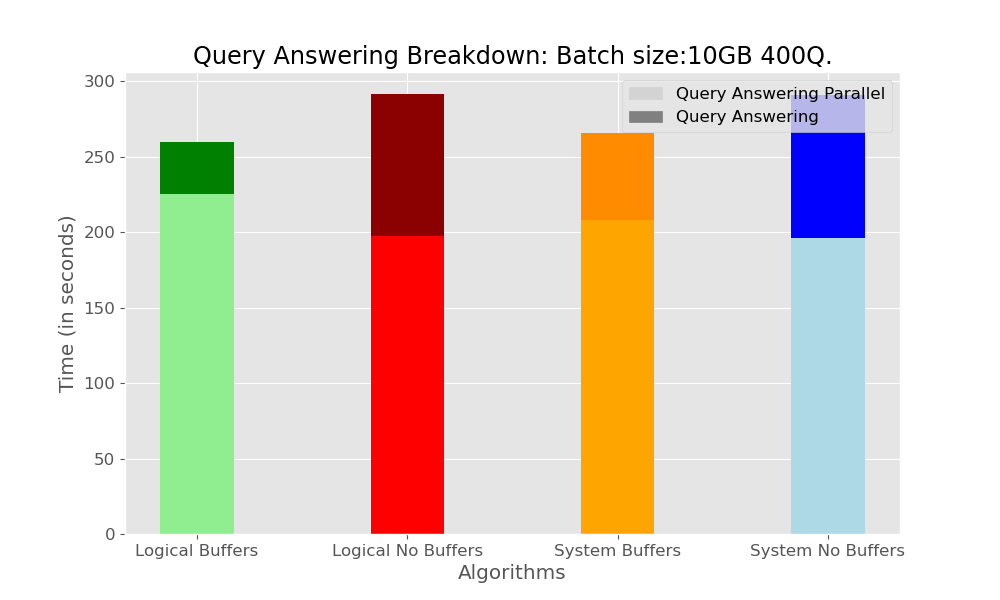 Query Answering Breakdown: Batch size:10GB 400Q.
300
250
200
150
100
50
0
Time (in seconds)
Query Answering Parallel
Query Answering
Logical Buffers
Logical No Buffers
System Buffers
System No Buffers
Algorithms